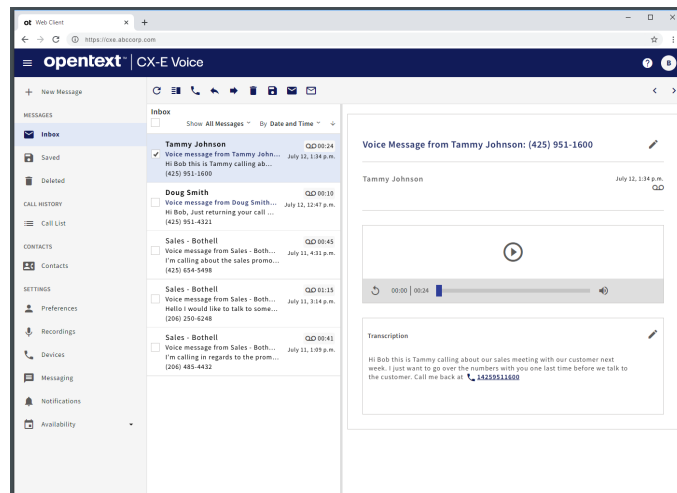 ot Web Client × +
https://cxe.abccorp.com
opentext™ | CX-E Voice
? B
+ New Message
MESSAGES
Inbox
Saved
Deleted
CALL HISTORY
Call List
CONTACTS
Contacts
SETTINGS
Preferences
Recordings
Devices
Messaging
Notifications
Availability
Inbox
Show All Messages By Date and Time
Tammy Johnson 00:24
Voice message from Tammy John... July 12, 1:34 p.m.
Hi Bob this is Tammy calling ab...
(425) 951-1600
Doug Smith 00:10
Voice message from Doug Smith... July 12, 12:47 p.m.
Hi Bob, Just returning your call ...
(425) 951-4321
Sales - Bothell 00:45
Voice message from Sales - Both... July 11, 4:31 p.m.
I'm calling about the sales promo...
(425) 654-5498
Sales - Bothell 01:15
Voice message from Sales - Both... July 11, 3:14 p.m.
Hello I would like to talk to some...
(206) 250-6248
Sales - Bothell 00:41
Voice message from Sales - Both... July 11, 1:09 p.m.
I'm calling in regards to the prom...
(206) 485-4432
Voice Message from Tammy Johnson: (425) 951-1600
Tammy Johnson July 12, 1:34 p.m.
00:00 | 00:24
Transcription
Hi Bob this is Tammy calling about our sales meeting with our customer next
week. I just want to go over the numbers with you one last time before we talk to
the customer. Call me back at 14259511600